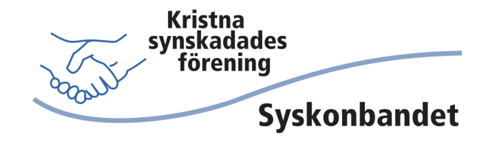 Kristna
synskadades
förening
Syskonbandet